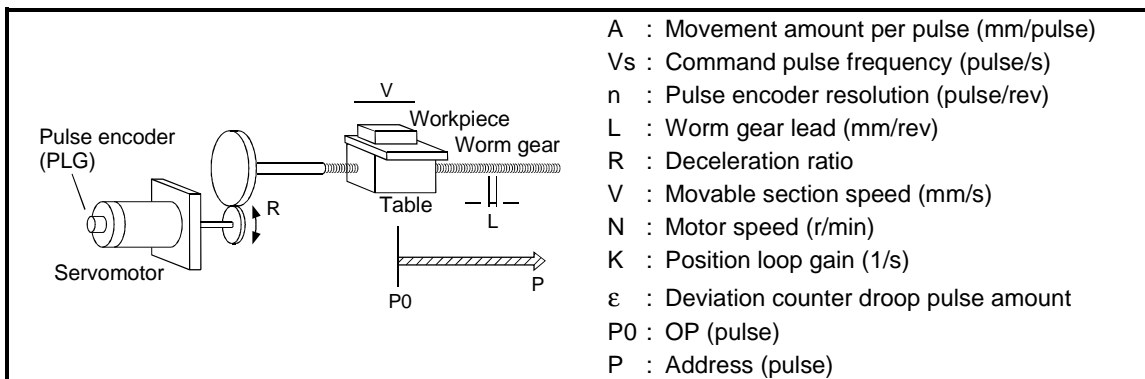 V
Workpiece
Pulse encoder
(PLG)
Worm gear
R
Table
L
Servomotor
P
P0
A : Movement amount per pulse (mm/pulse)
Vs : Command pulse frequency (pulse/s)
n : Pulse encoder resolution (pulse/rev)
L : Worm gear lead (mm/rev)
R : Deceleration ratio
V : Movable section speed (mm/s)
N : Motor speed (r/min)
K : Position loop gain (1/s)
ε : Deviation counter droop pulse amount
P0 : OP (pulse)
P : Address (pulse)